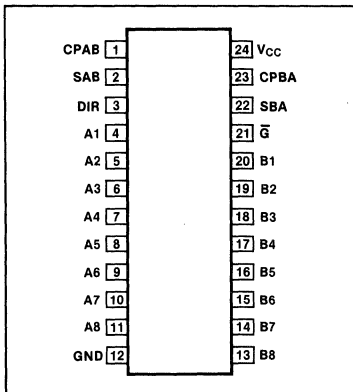 CPAB 1 24 VCC
SAB 2 23 CPBA
DIR 3 22 SBA
A1 4 21 G̅
A2 5 20 B1
A3 6 19 B2
A4 7 18 B3
A5 8 17 B4
A6 9 16 B5
A7 10 15 B6
A8 11 14 B7
GND 12 13 B8